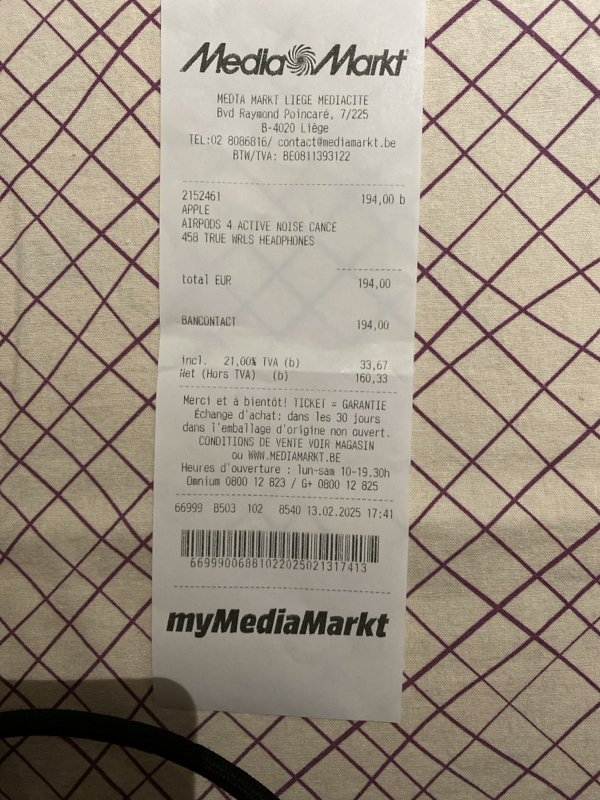 Media Markt
MEDIA MARKT LIEGE MEDIACITE
Bvd Raymond Poincaré, 7/225
B-4020 Liège
TEL:02 8086816/ contact@mediamarkt.be
BTW/TVA: BE0811393122
2152461 194,00 b
APPLE
AIRPODS 4 ACTIVE NOISE CANCE
458 TRUE WRLS HEADPHONES
total EUR 194,00
BANCONTACT 194,00
incl. 21,00% TVA (b) 33,67
Net (Hors TVA) (b) 160,33
Merci et à bientôt! TICKET = GARANTIE
Échange d'achat: dans les 30 jours
dans l'emballage d'origine non ouvert.
CONDITIONS DE VENTE VOIR MAGASIN
ou WWW.MEDIAMARKT.BE
Heures d'ouverture : lun-sam 10-19.30h
Omnium 0800 12 823 / G+ 0800 12 825
66999 8503 102 8540 13.02.2025 17:41
6699900688102202502131​7413
myMediaMarkt